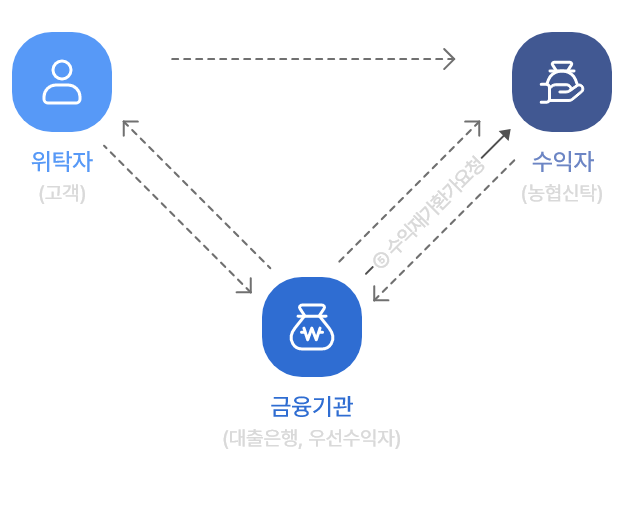 위탁자
(고객)
수익자
(농협신탁)
⑤ 수익재가환가요청
금융기관
(대출은행, 우선수익자)